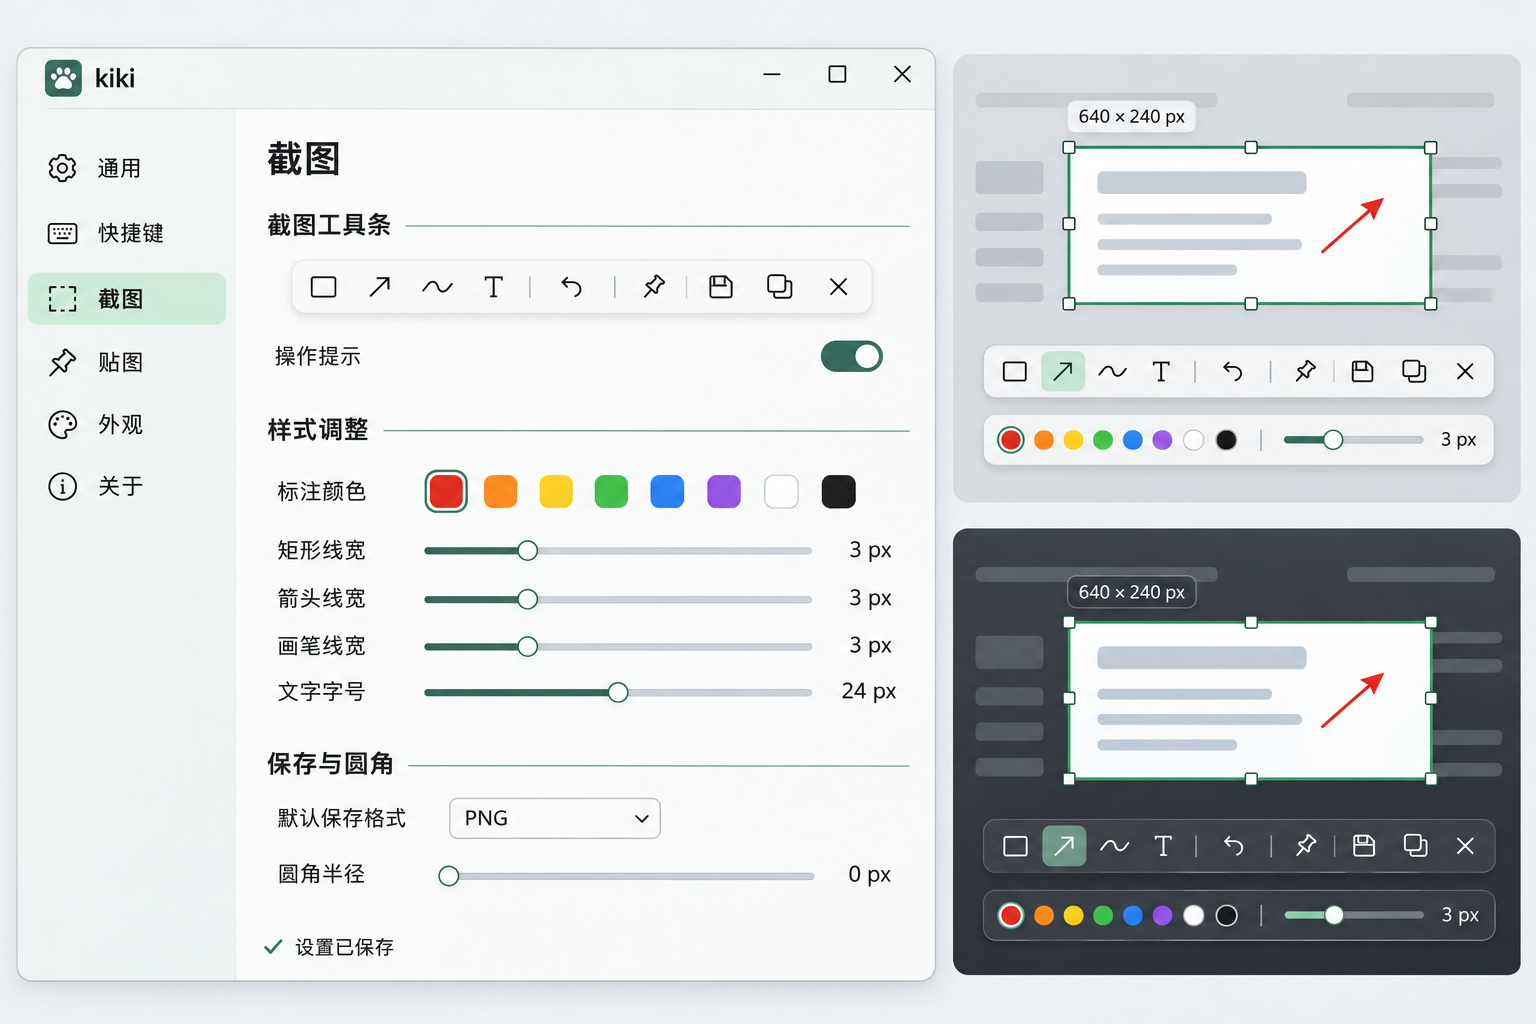 kiki
通用
快捷键
截图
贴图
外观
关于
截图
截图工具条
T
操作提示
样式调整
标注颜色
矩形线宽 3 px
箭头线宽 3 px
画笔线宽 3 px
文字字号 24 px
保存与圆角
默认保存格式 PNG
圆角半径 0 px
设置已保存
640 × 240 px
T
3 px
640 × 240 px
T
3 px